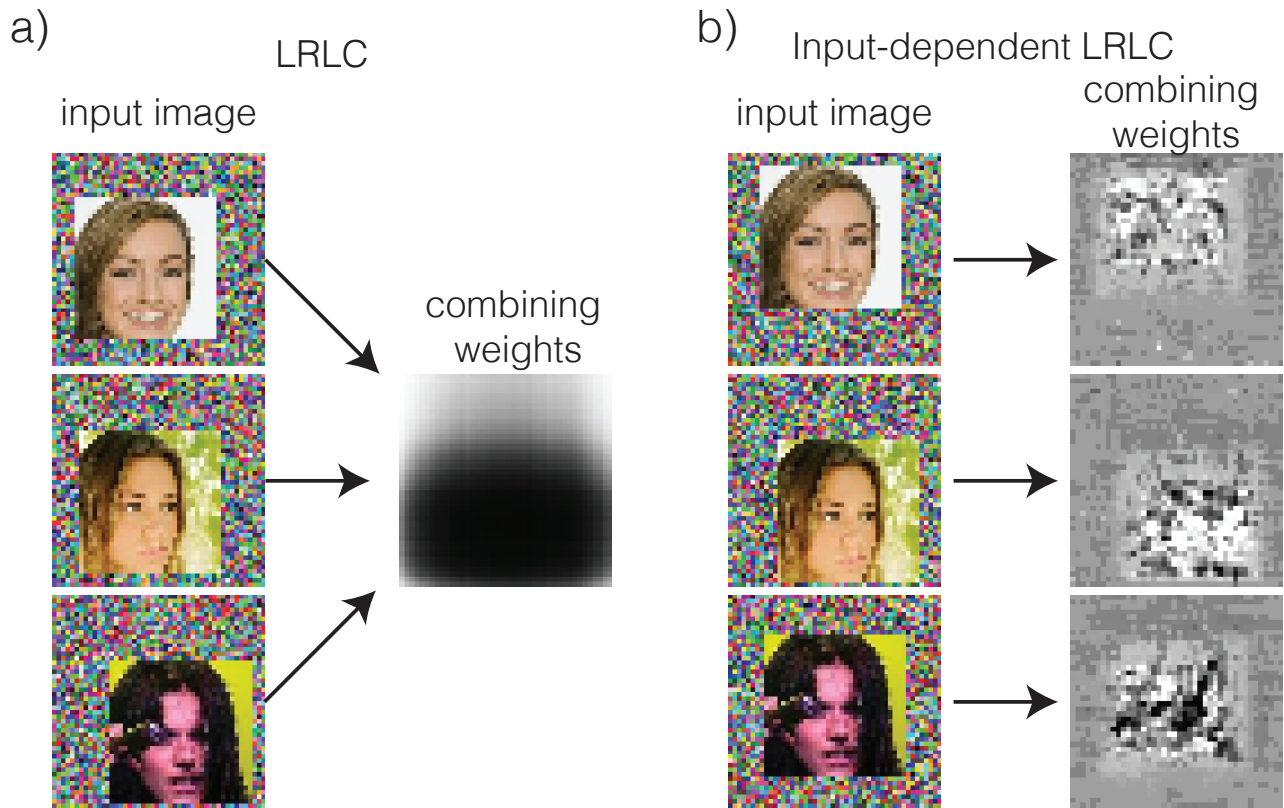 a)
LRLC
input image
combining
weights
b)
Input-dependent LRLC
input image
combining
weights